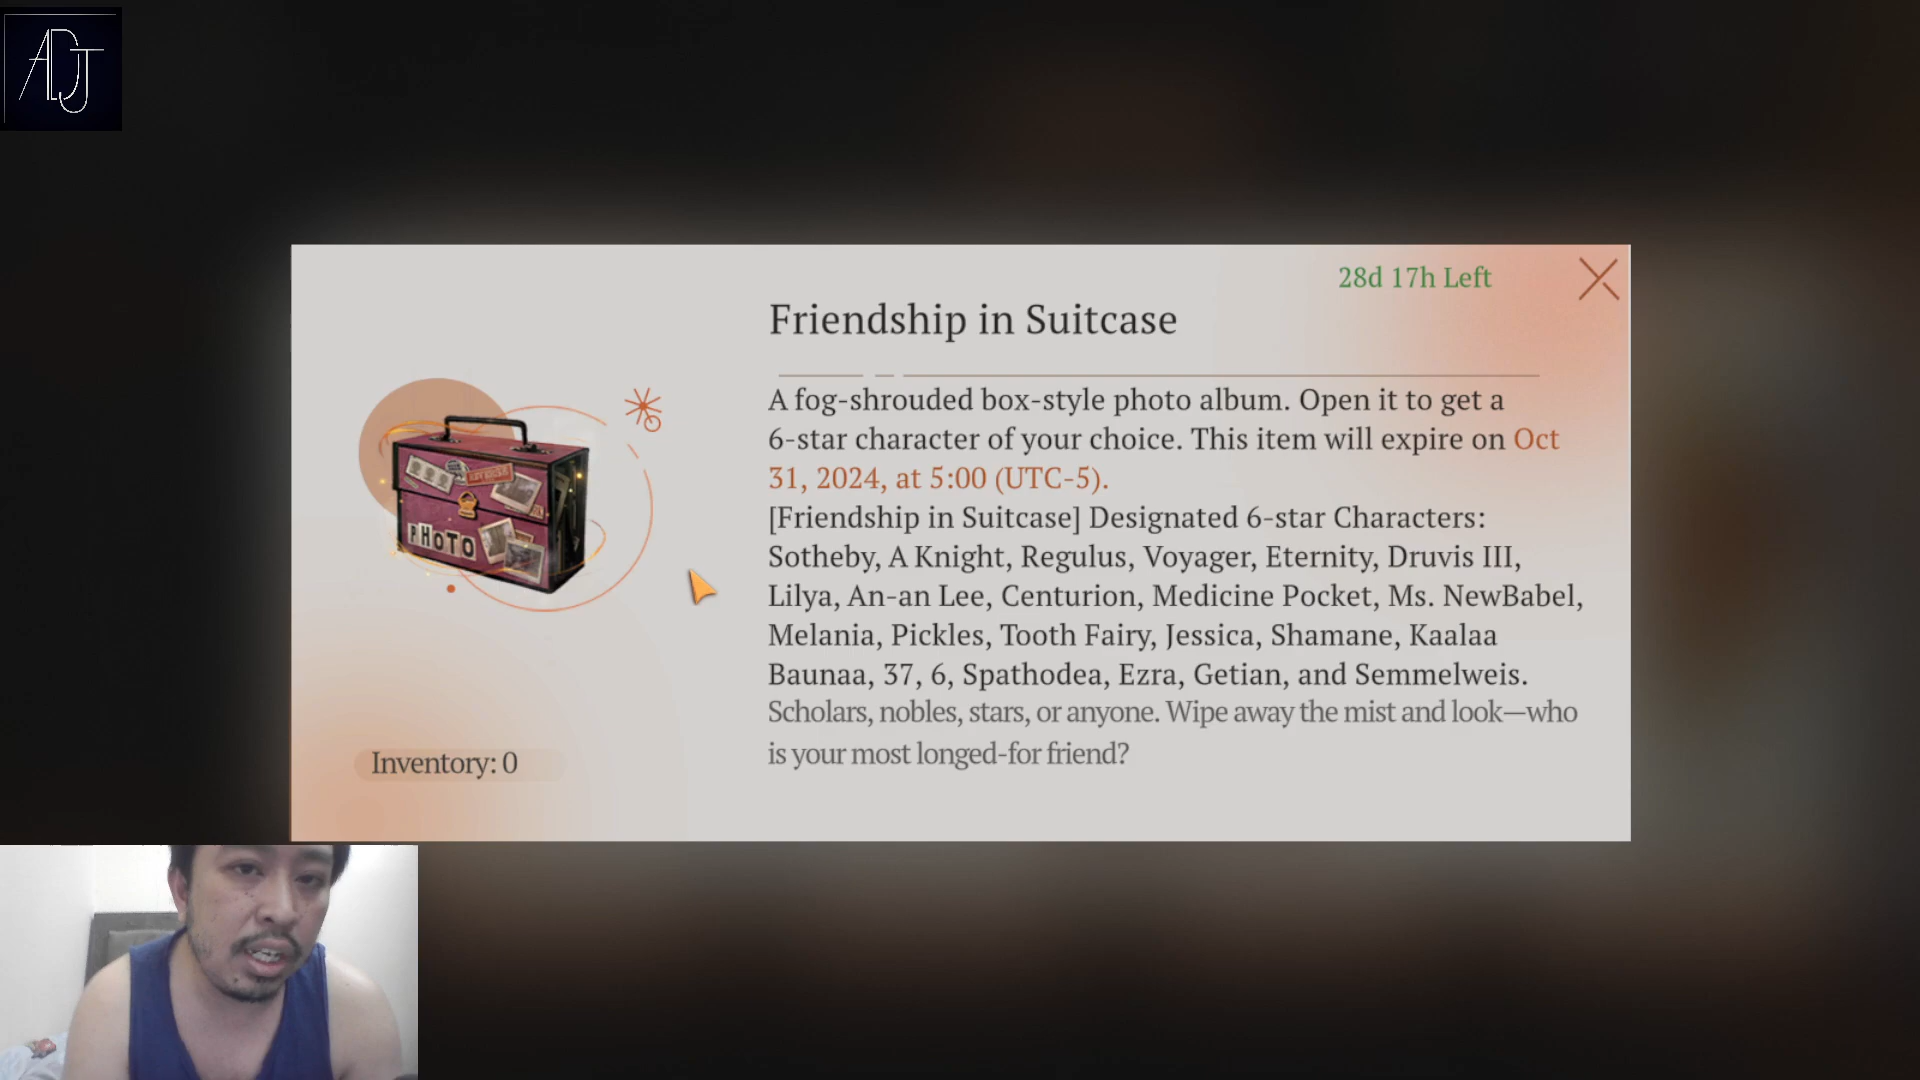 ADJ
28d 17h Left
Friendship in Suitcase
A fog-shrouded box-style photo album. Open it to get a
6-star character of your choice. This item will expire on Oct
31, 2024, at 5:00 (UTC-5).
[Friendship in Suitcase] Designated 6-star Characters:
Sotheby, A Knight, Regulus, Voyager, Eternity, Druvis III,
Lilya, An-an Lee, Centurion, Medicine Pocket, Ms. NewBabel,
Melania, Pickles, Tooth Fairy, Jessica, Shamane, Kaalaa
Baunaa, 37, 6, Spathodea, Ezra, Getian, and Semmelweis.
Scholars, nobles, stars, or anyone. Wipe away the mist and look—who
is your most longed-for friend?
PHOTO
Inventory: 0